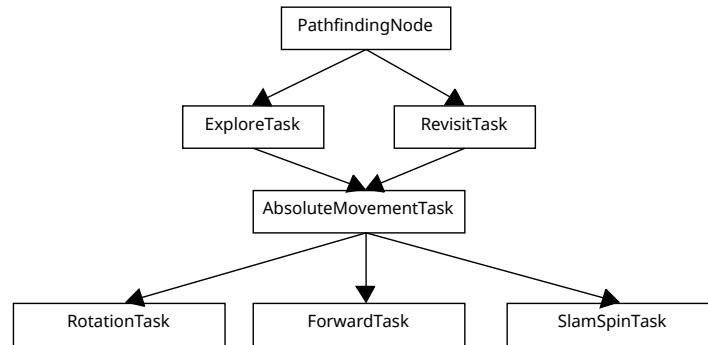 PathfindingNode
ExploreTask
RevisitTask
AbsoluteMovementTask
RotationTask
ForwardTask
SlamSpinTask